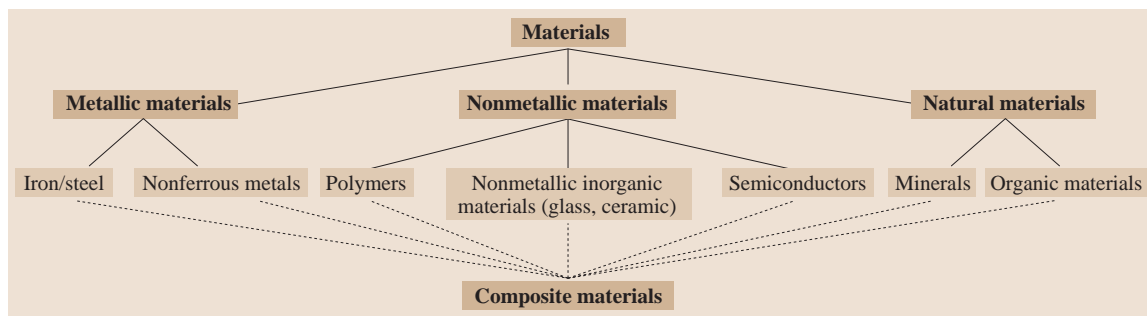 Materials
Metallic materials
Nonmetallic materials
Natural materials
Iron/steel
Nonferrous metals
Polymers
Nonmetallic inorganic
materials (glass, ceramic)
Semiconductors
Minerals
Organic materials
Composite materials